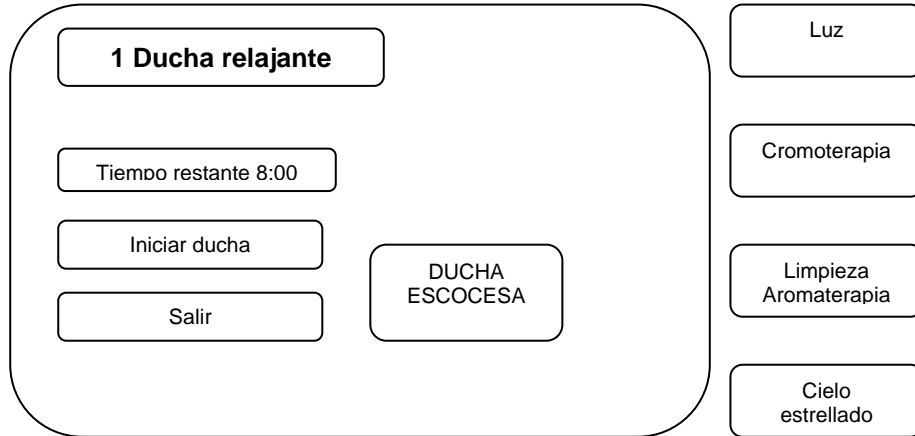 1 Ducha relajante
Tiempo restante 8:00
Iniciar ducha
Salir
DUCHA
ESCOCESA
Luz
Cromoterapia
Limpieza
Aromaterapia
Cielo
estrellado